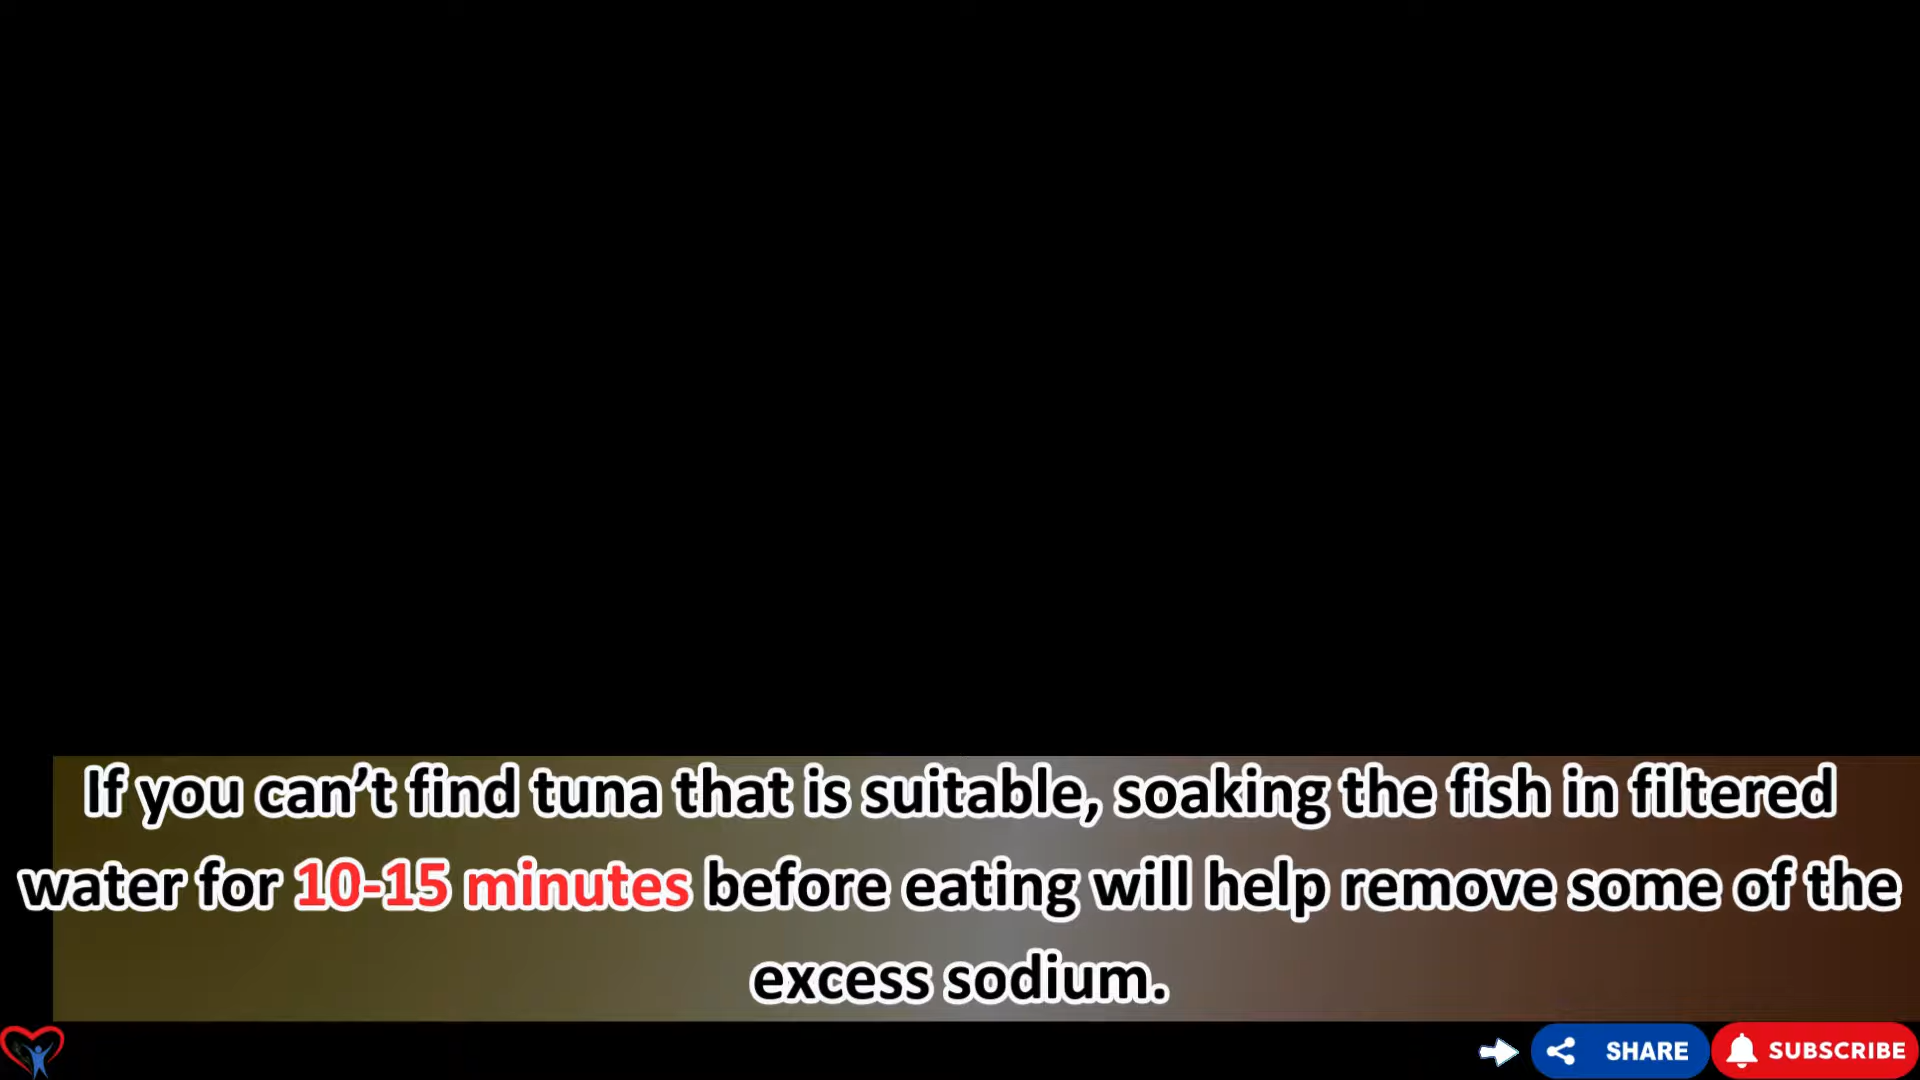 If you can’t find tuna that is suitable, soaking the fish in filtered
water for 10-15 minutes before eating will help remove some of the
excess sodium.
SHARE
SUBSCRIBE